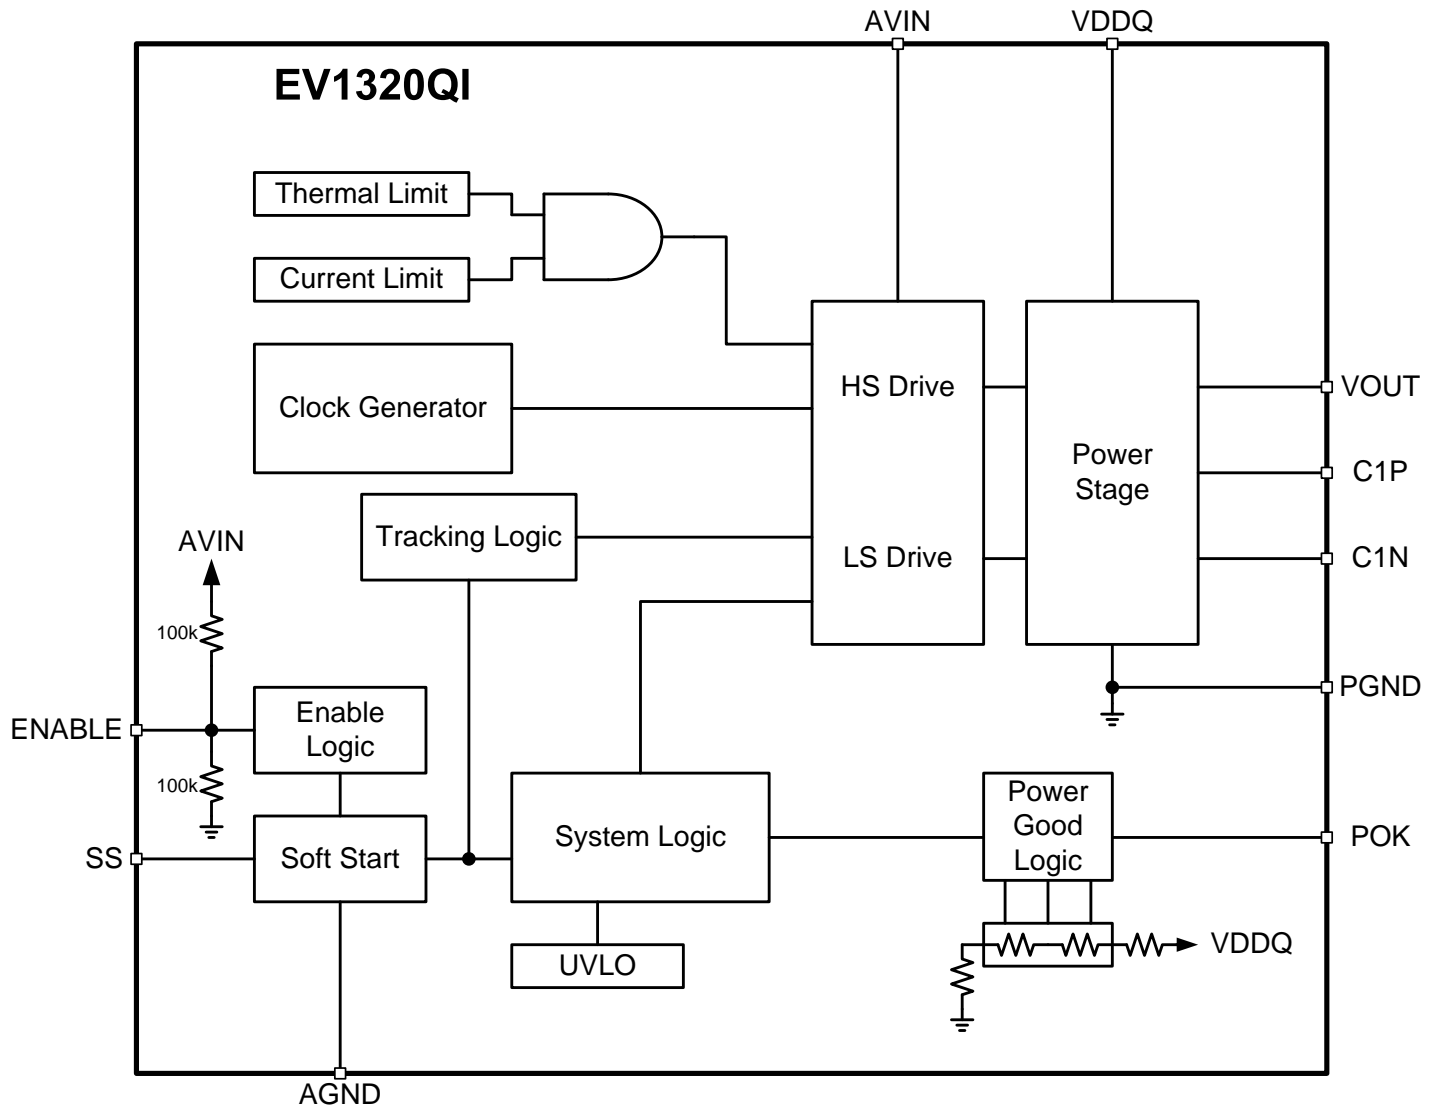 AVIN
VDDQ
EV1320QI
Thermal Limit
Current Limit
Clock Generator
HS Drive
VOUT
Power
Stage
C1P
Tracking Logic
LS Drive
C1N
AVIN
100k
PGND
ENABLE
Enable
Logic
100k
SS
Soft Start
System Logic
Power
Good
Logic
POK
UVLO
VDDQ
AGND